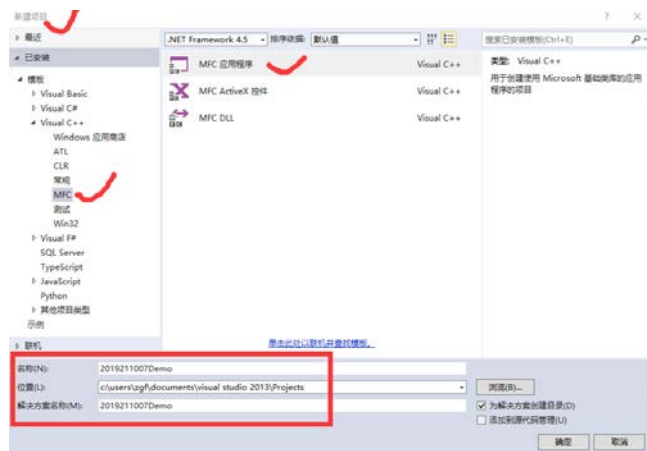 新建项目
? ×
最近
.NET Framework 4.5 排序依据: 默认值
搜索已安装模板(Ctrl+E)
已安装
模板
Visual Basic
Visual C#
Visual C++
Windows 应用商店
ATL
CLR
常规
MFC
测试
Win32
Visual F#
SQL Server
TypeScript
JavaScript
Python
其他项目类型
示例
联机
MFC 应用程序 Visual C++
MFC ActiveX 控件 Visual C++
MFC DLL Visual C++
单击此处以联机并查找模板。
类型: Visual C++
用于创建使用 Microsoft 基础类库的应用
程序的项目
名称(N): 2019211007Demo
位置(L): c:\users\zgf\documents\visual studio 2013\Projects
浏览(B)...
解决方案名称(M): 2019211007Demo
为解决方案创建目录(D)
添加到源代码管理(U)
确定 取消